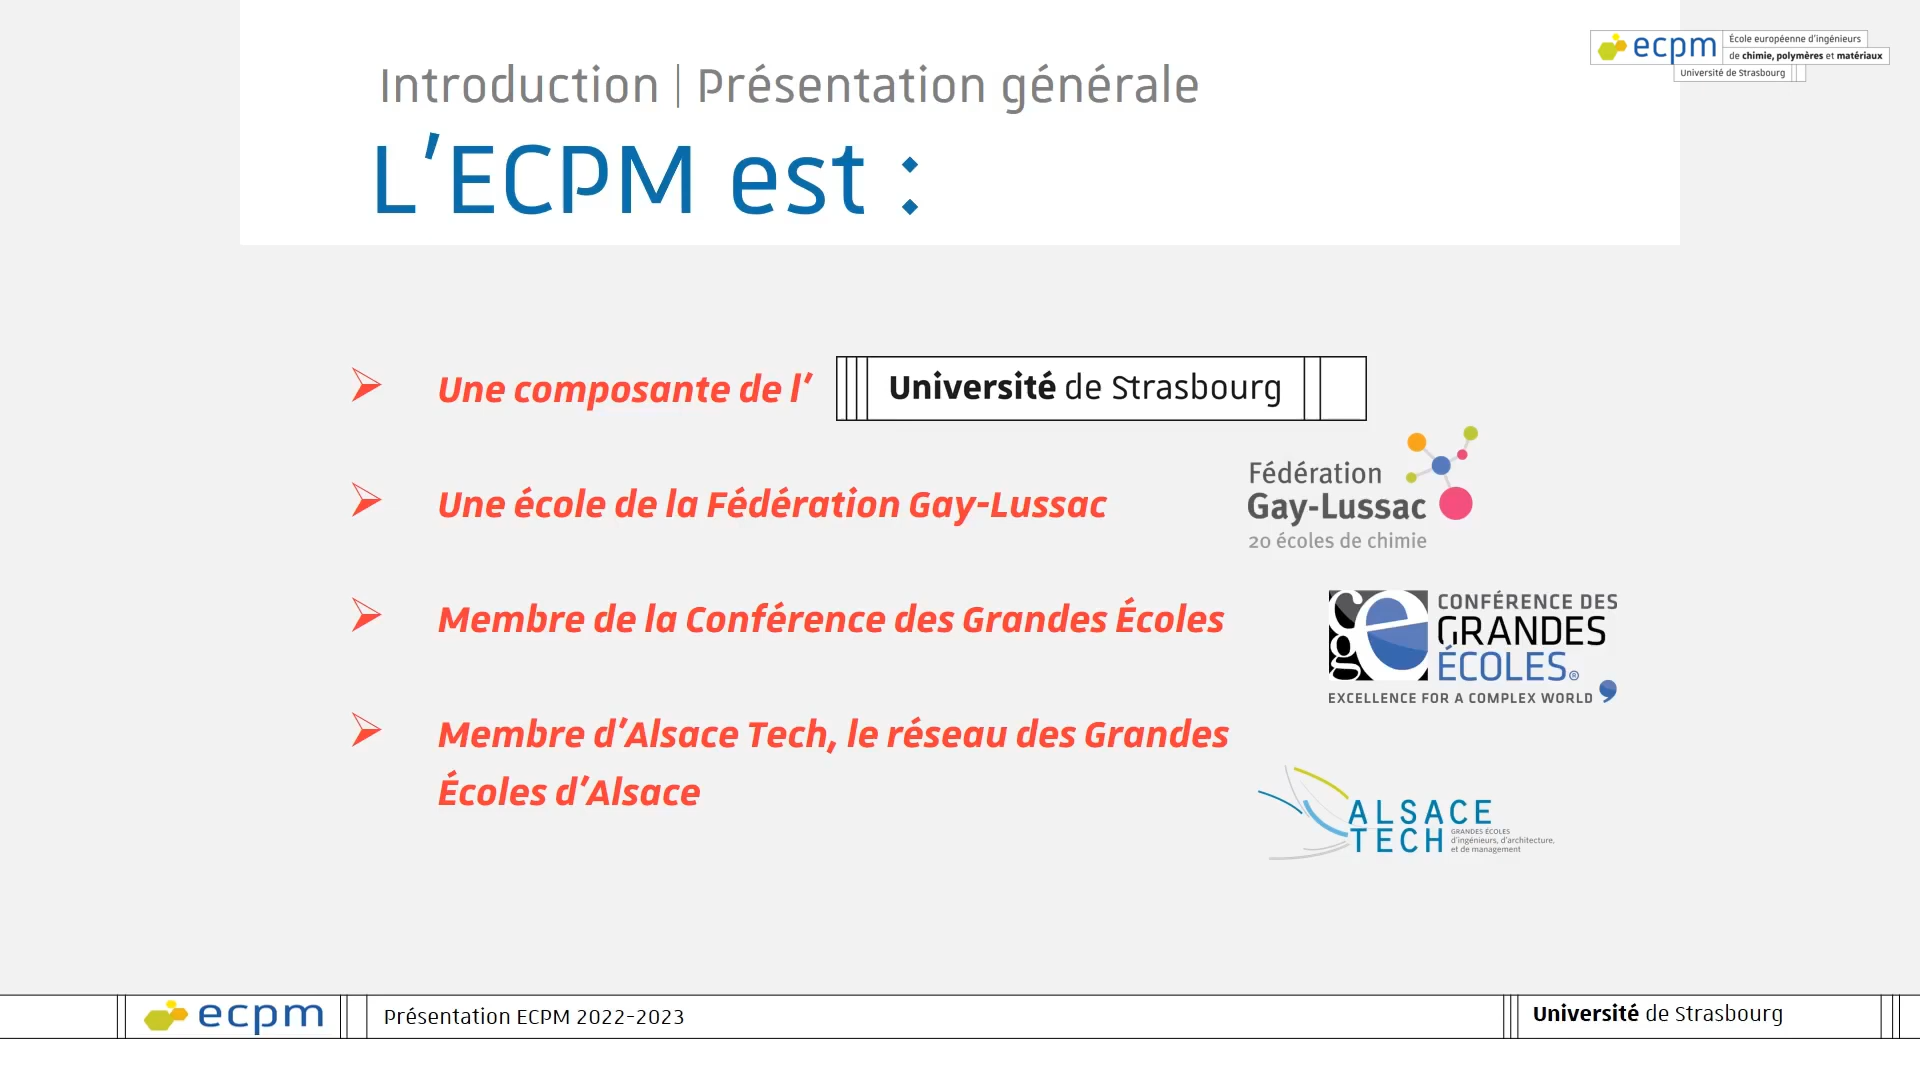 Introduction | Présentation générale
L'ECPM est :
ecpm
École européenne d'ingénieurs
de chimie, polymères et matériaux
Université de Strasbourg
Une composante de l'
Université de Strasbourg
Une école de la Fédération Gay-Lussac
Fédération
Gay-Lussac
20 écoles de chimie
Membre de la Conférence des Grandes Écoles
CONFÉRENCE DES
GRANDES
ÉCOLES®
EXCELLENCE FOR A COMPLEX WORLD
Membre d'Alsace Tech, le réseau des Grandes
Écoles d'Alsace
ALSACE
TECH
GRANDES ÉCOLES
d'ingénieurs, d'architecture,
et de management
ecpm
Présentation ECPM 2022-2023
Université de Strasbourg